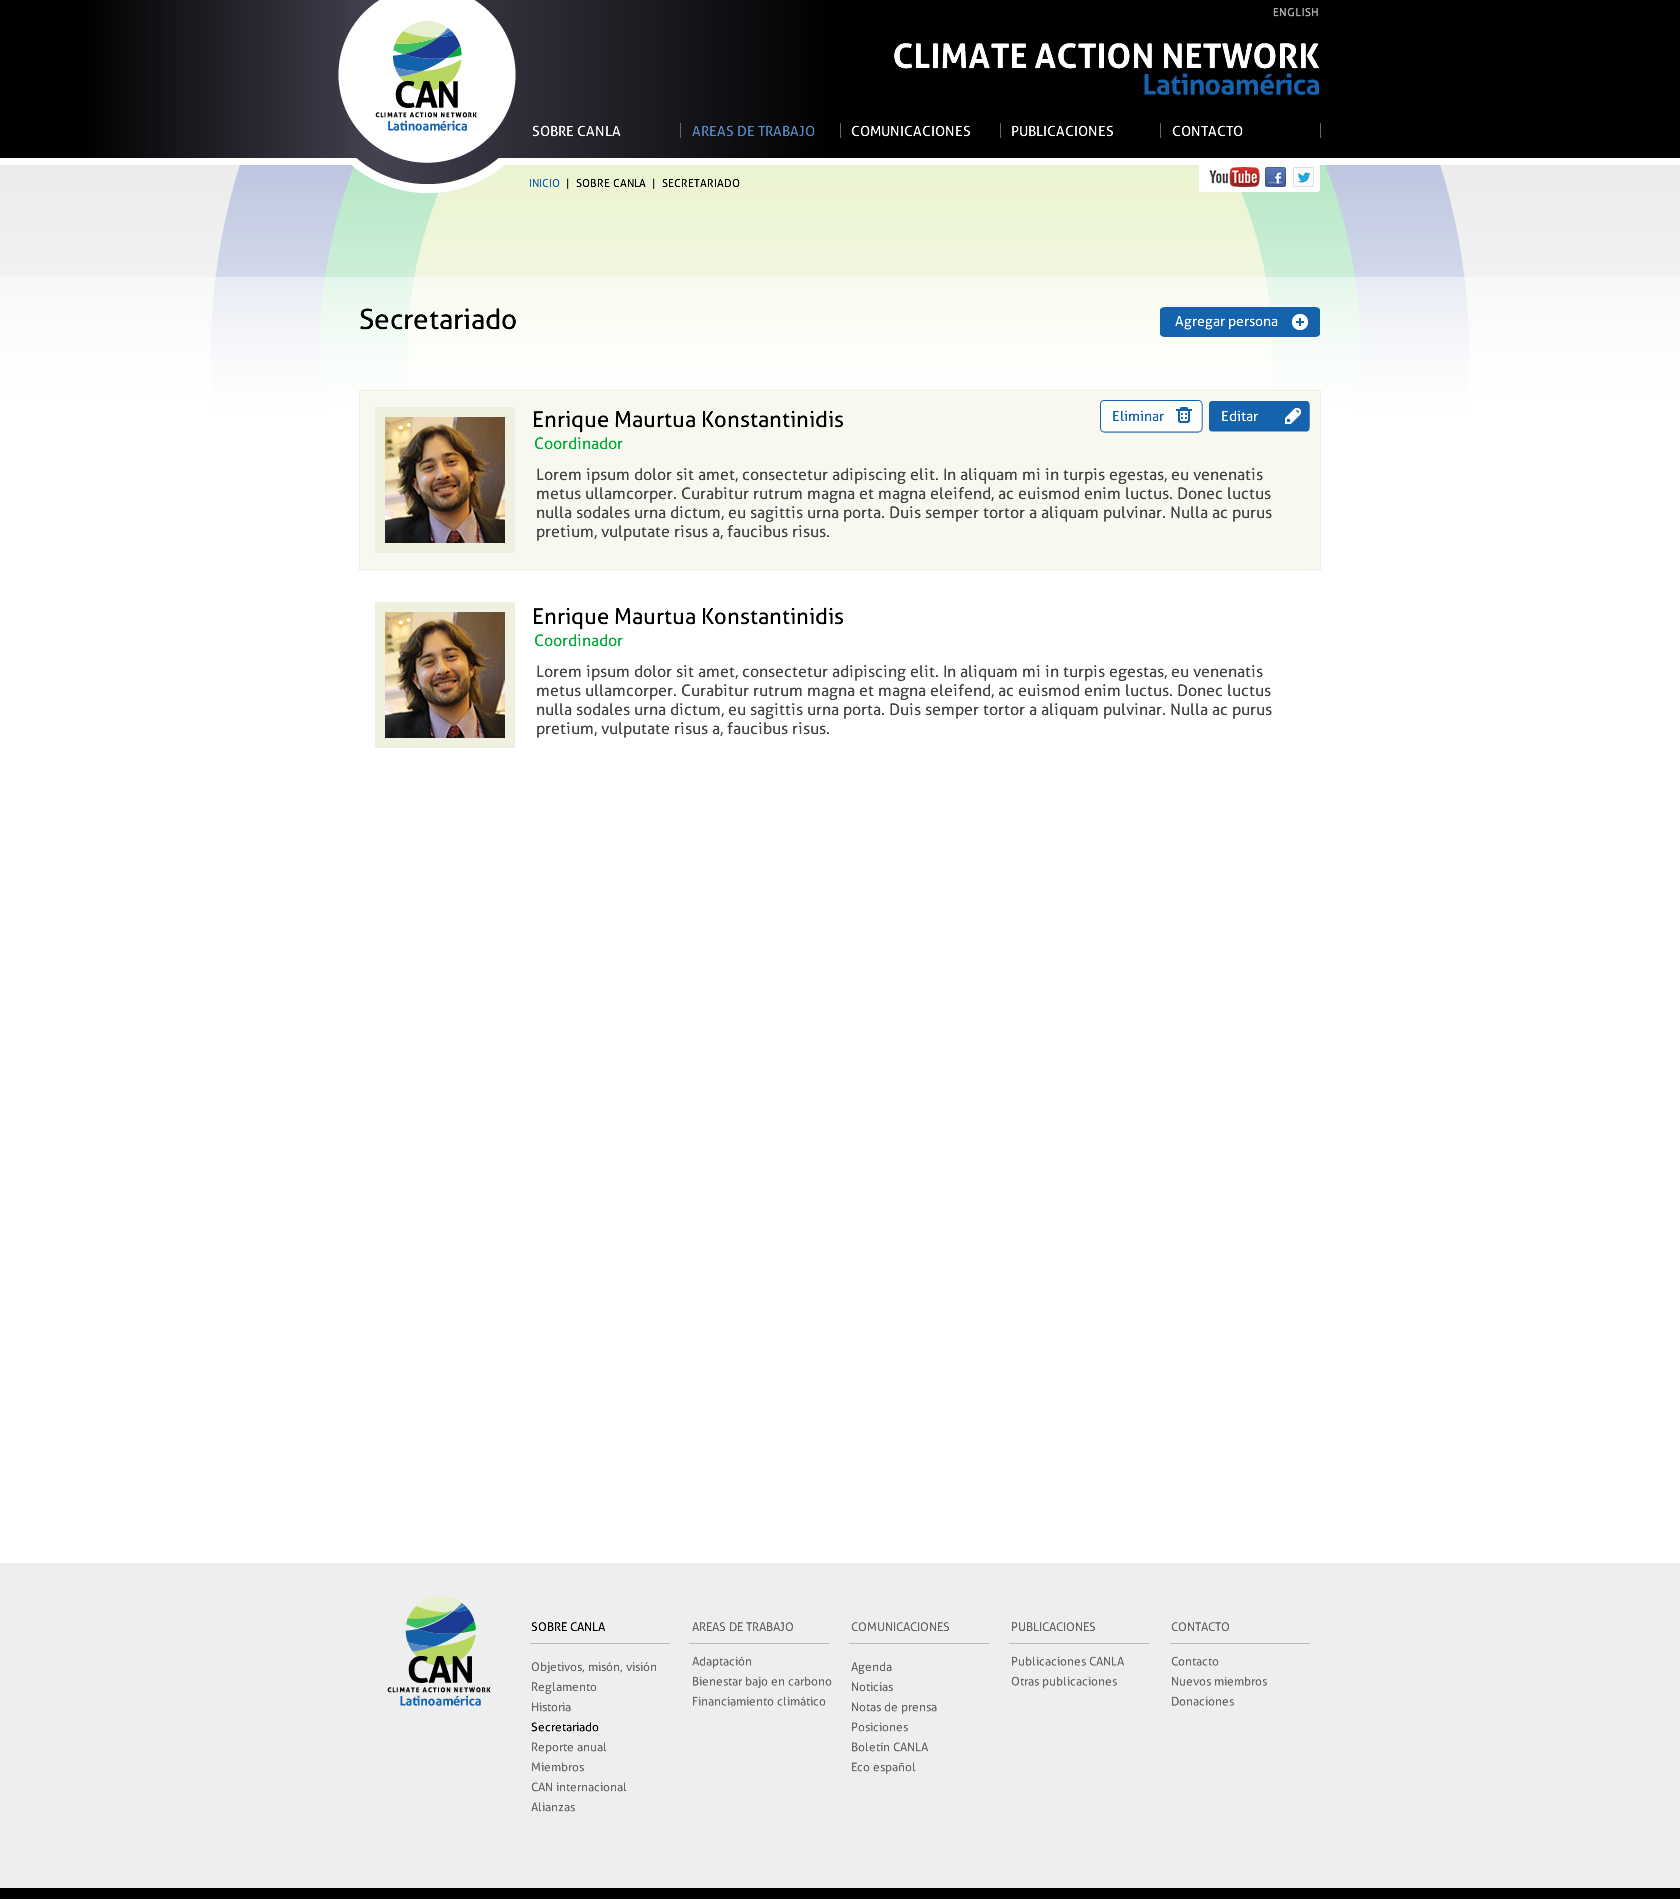 ENGLISH
CAN
CLIMATE ACTION NETWORK
Latinoamérica
CLIMATE ACTION NETWORK
Latinoamérica
SOBRE CANLA
AREAS DE TRABAJO
COMUNICACIONES
PUBLICACIONES
CONTACTO
INICIO | SOBRE CANLA | SECRETARIADO
YouTube f
Secretariado
Agregar persona
Enrique Maurtua Konstantinidis
Eliminar
Editar
Coordinador
Lorem ipsum dolor sit amet, consectetur adipiscing elit. In aliquam mi in turpis egestas, eu venenatis
metus ullamcorper. Curabitur rutrum magna et magna eleifend, ac euismod enim luctus. Donec luctus
nulla sodales urna dictum, eu sagittis urna porta. Duis semper tortor a aliquam pulvinar. Nulla ac purus
pretium, vulputate risus a, faucibus risus.
Enrique Maurtua Konstantinidis
Coordinador
Lorem ipsum dolor sit amet, consectetur adipiscing elit. In aliquam mi in turpis egestas, eu venenatis
metus ullamcorper. Curabitur rutrum magna et magna eleifend, ac euismod enim luctus. Donec luctus
nulla sodales urna dictum, eu sagittis urna porta. Duis semper tortor a aliquam pulvinar. Nulla ac purus
pretium, vulputate risus a, faucibus risus.
CAN
CLIMATE ACTION NETWORK
Latinoamérica
SOBRE CANLA
Objetivos, misón, visión
Reglamento
Historia
Secretariado
Reporte anual
Miembros
CAN internacional
Alianzas
AREAS DE TRABAJO
Adaptación
Bienestar bajo en carbono
Financiamiento climático
COMUNICACIONES
Agenda
Noticias
Notas de prensa
Posiciones
Boletín CANLA
Eco español
PUBLICACIONES
Publicaciones CANLA
Otras publicaciones
CONTACTO
Contacto
Nuevos miembros
Donaciones